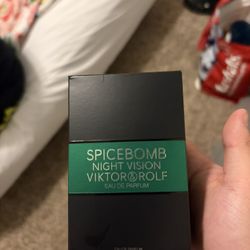 SPICEBOMB
NIGHT VISION
VIKTOR&ROLF
EAU DE PARFUM